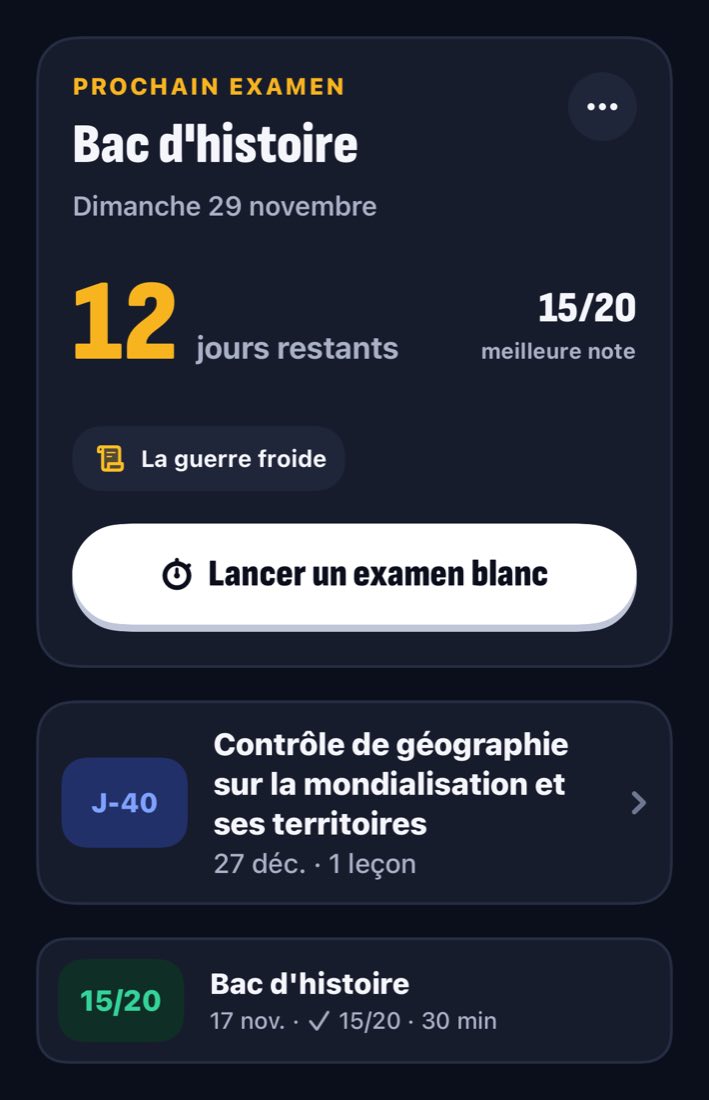 PROCHAIN EXAMEN
Bac d'histoire
Dimanche 29 novembre
12 jours restants
15/20
meilleure note
La guerre froide
Lancer un examen blanc
J-40
Contrôle de géographie
sur la mondialisation et
ses territoires
27 déc. · 1 leçon
15/20
Bac d'histoire
17 nov. · ✓ 15/20 · 30 min